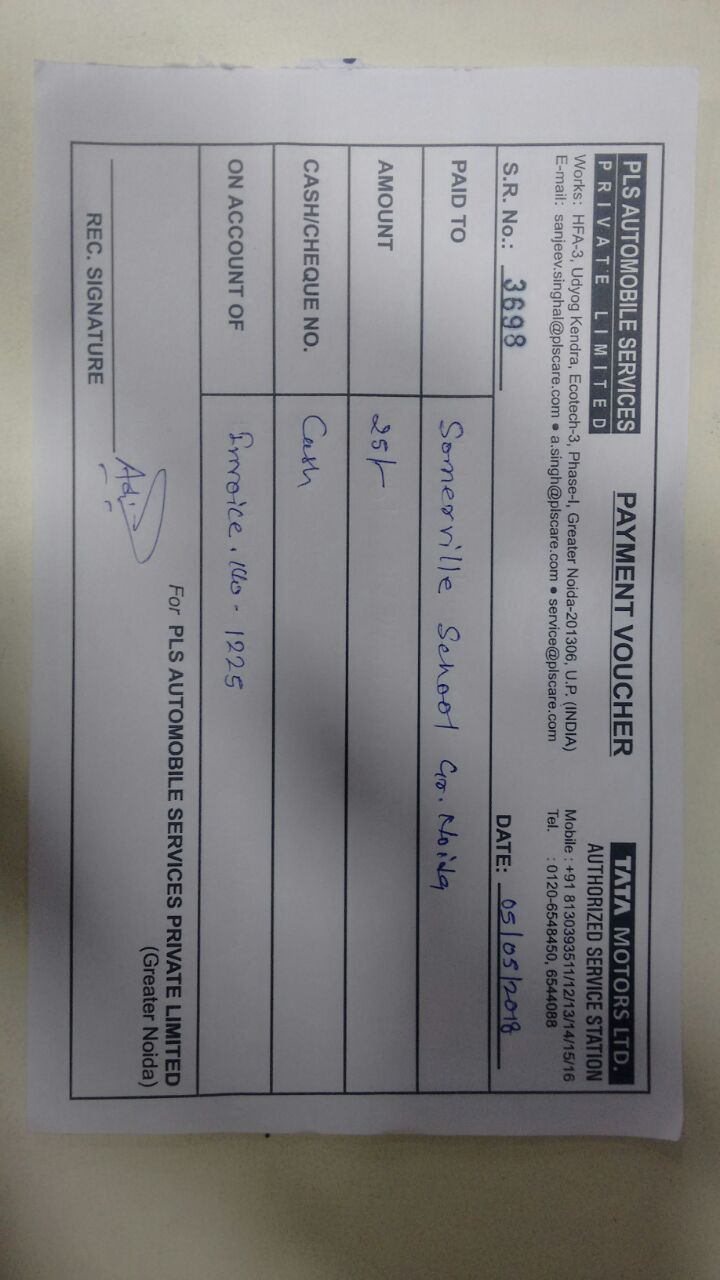 PLS AUTOMOBILE SERVICES
PRIVATE LIMITED
PAYMENT VOUCHER
TATA MOTORS LTD.
AUTHORIZED SERVICE STATION
Works: HFA-3, Udyog Kendra, Ecotech-3, Phase-I, Greater Noida-201306, U.P. (INDIA)
E-mail: sanjeev.singhal@plscare.com • a.singh@plscare.com • service@plscare.com
Mobile : +91 8130393511/12/13/14/15/16
Tel. : 0120-6548450, 6544088
S.R. No.: 3698 DATE: 05/05/2018
PAID TO Somerville School Gr. Noida
AMOUNT 25/-
CASH/CHEQUE NO. Cash
ON ACCOUNT OF Invoice. No - 1225
For PLS AUTOMOBILE SERVICES PRIVATE LIMITED
(Greater Noida)
REC. SIGNATURE